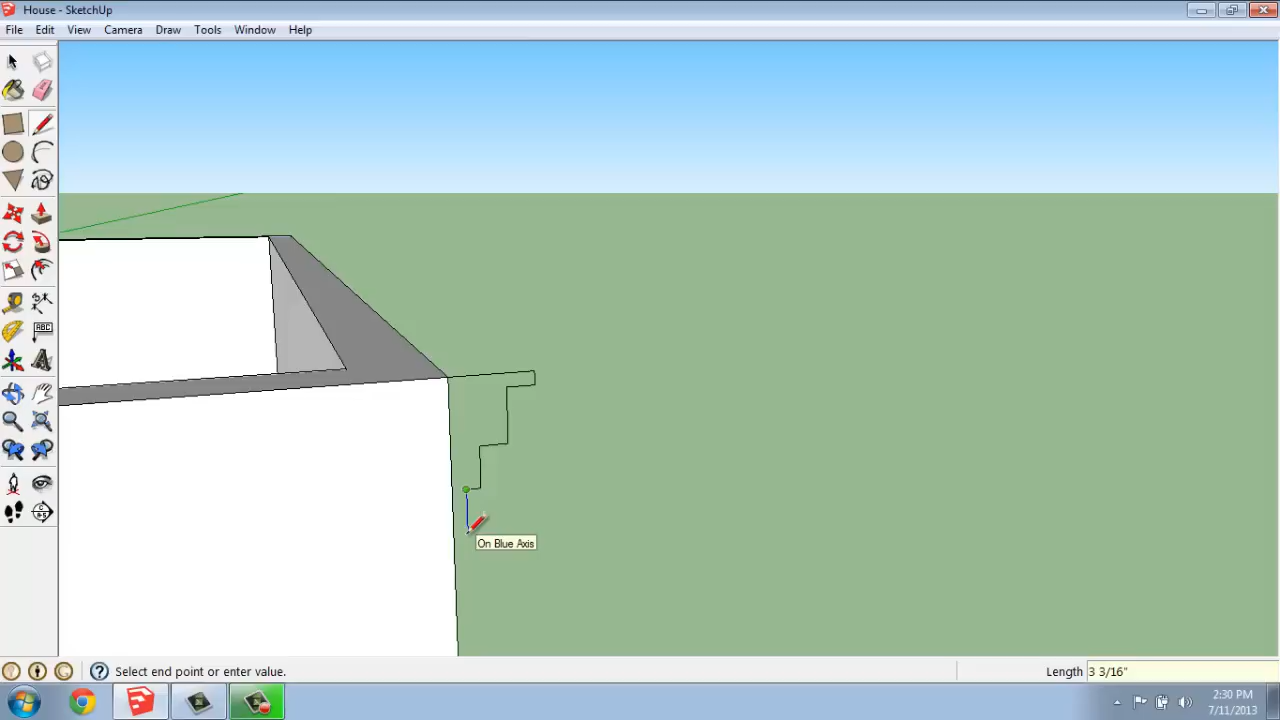 House - SketchUp
File Edit View Camera Draw Tools Window Help
ABC
On Blue Axis
Select end point or enter value.
Length 3 3/16"
2:30 PM
7/11/2013